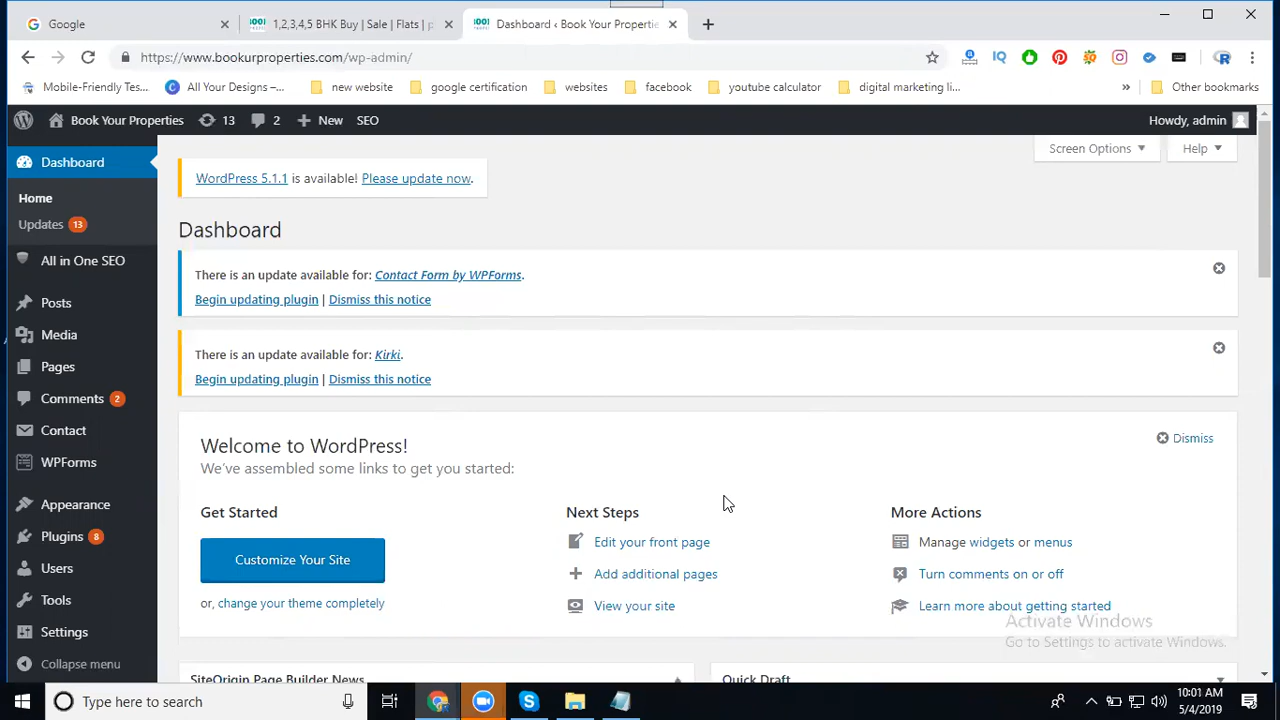 Google
1,2,3,4,5 BHK Buy | Sale | Flats | p
Dashboard ‹ Book Your Propertie
https://www.bookurproperties.com/wp-admin/
Mobile-Friendly Tes...
All Your Designs –...
new website
google certification
websites
facebook
youtube calculator
digital marketing li...
»
Other bookmarks
Book Your Properties
13
2
New
SEO
Howdy, admin
Dashboard
Home
Updates 13
All in One SEO
Posts
Media
Pages
Comments 2
Contact
WPForms
Appearance
Plugins 8
Users
Tools
Settings
Collapse menu
Screen Options
Help
WordPress 5.1.1 is available! Please update now.
Dashboard
There is an update available for: Contact Form by WPForms.
Begin updating plugin | Dismiss this notice
There is an update available for: Kirki.
Begin updating plugin | Dismiss this notice
Welcome to WordPress!
Dismiss
We've assembled some links to get you started:
Get Started
Customize Your Site
or, change your theme completely
Next Steps
Edit your front page
Add additional pages
View your site
More Actions
Manage widgets or menus
Turn comments on or off
Learn more about getting started
Activate Windows
Go to Settings to activate Windows.
SiteOrigin Page Builder News
Quick Draft
Type here to search
10:01 AM
5/4/2019